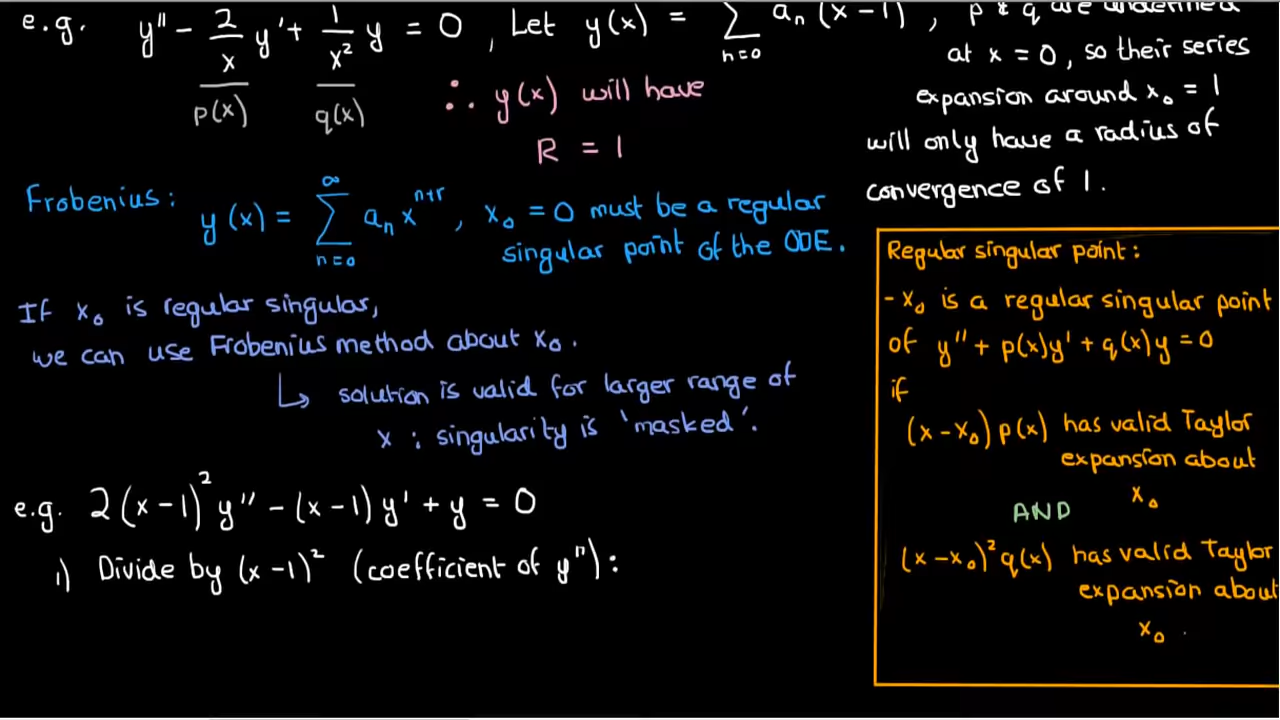 e.g. y'' - 2/x y' + 1/x² y = 0 , Let y(x) = ∑ n=0 aₙ (x-1) , p & q are undefined
p(x) q(x)
at x = 0, so their series
expansion around x₀ = 1
will only have a radius of
convergence of 1.
∴ y(x) will have
R = 1
Frobenius: y(x) = ∑ n=0 ∞ aₙ x^(n+r) , x₀ = 0 must be a regular
singular point of the ODE.
If x₀ is regular singular,
we can use Frobenius method about x₀.
↳ solution is valid for larger range of
x : singularity is 'masked'.
e.g. 2(x-1)² y'' - (x-1) y' + y = 0
1) Divide by (x-1)² (coefficient of y''):
Regular singular point:
- x₀ is a regular singular point
of y'' + p(x)y' + q(x)y = 0
if
(x-x₀) p(x) has valid Taylor
expansion about
x₀
AND
(x-x₀)² q(x) has valid Taylor
expansion about
x₀